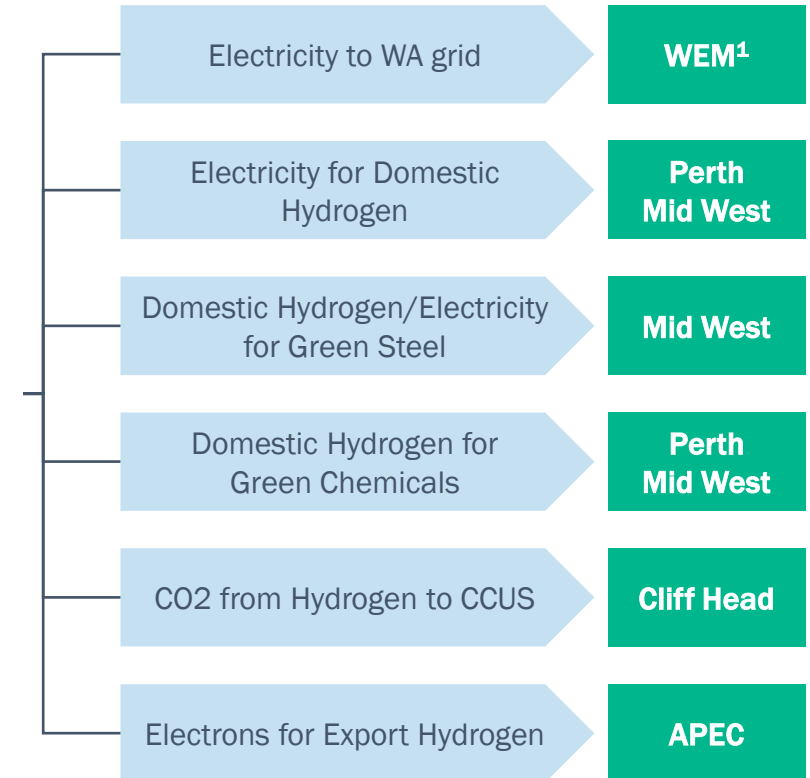 Electricity to WA grid
WEM¹
Electricity for Domestic
Hydrogen
Perth
Mid West
Domestic Hydrogen/Electricity
for Green Steel
Mid West
Domestic Hydrogen for
Green Chemicals
Perth
Mid West
CO2 from Hydrogen to CCUS
Cliff Head
Electrons for Export Hydrogen
APEC